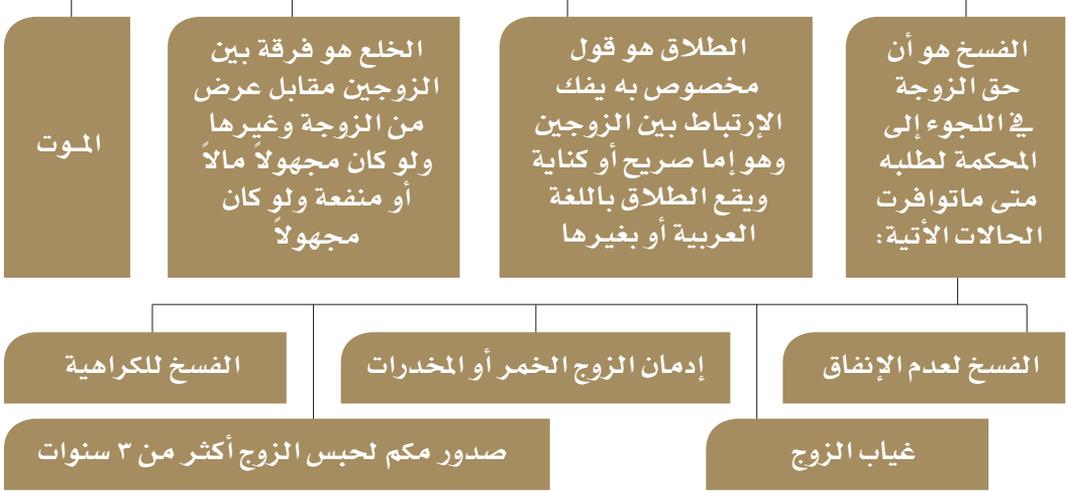 الفسخ هو أن
حق الزوجة
في اللجوء إلى
المحكمة لطلبه
متى ماتوافرت
الحالات الأتية:
الطلاق هو قول
مخصوص به يفك
الإرتباط بين الزوجين
وهو إما صريح أو كناية
ويقع الطلاق باللغة
العربية أو بغيرها
الخلع هو فرقة بين
الزوجين مقابل عرض
من الزوجة وغيرها
ولو كان مجهولاً مالاً
أو منفعة ولو كان
مجهولاً
الموت
الفسخ لعدم الإنفاق
إدمان الزوج الخمر أو المخدرات
الفسخ للكراهية
غياب الزوج
صدور مكم لحبس الزوج أكثر من ٣ سنوات